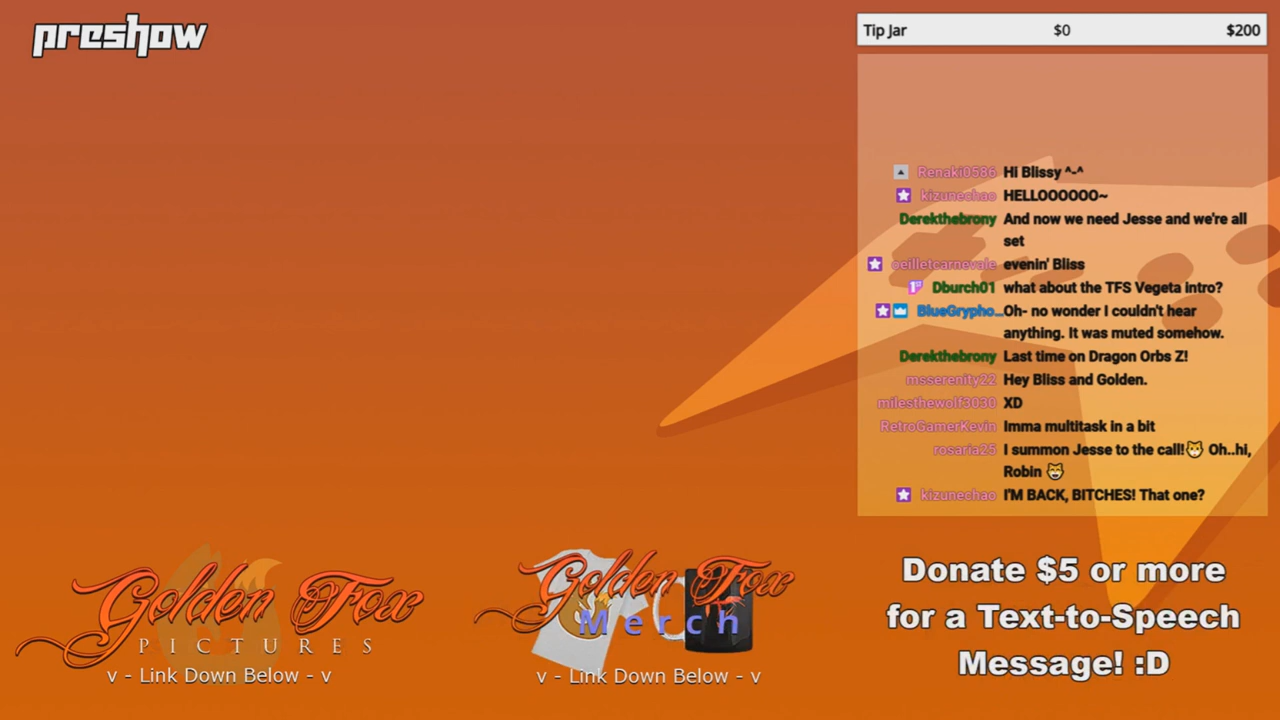 preshow
Tip Jar $0 $200
Renaki0586 Hi Blissy ^-^
kizunechao HELLOOOOOO~
Derekthebrony And now we need Jesse and we're all
set
oeilletcarnevale evenin' Bliss
Dburch01 what about the TFS Vegeta intro?
BlueGrypho... Oh- no wonder I couldn't hear
anything. It was muted somehow.
Derekthebrony Last time on Dragon Orbs Z!
msserenity22 Hey Bliss and Golden.
milesthewolf3030 XD
RetroGamerKevin Imma multitask in a bit
rosaria25 I summon Jesse to the call! Oh..hi,
Robin
kizunechao I'M BACK, BITCHES! That one?
Golden Fox
PICTURES
v - Link Down Below - v
Golden Fox
Merch
v - Link Down Below - v
Donate $5 or more
for a Text-to-Speech
Message! :D